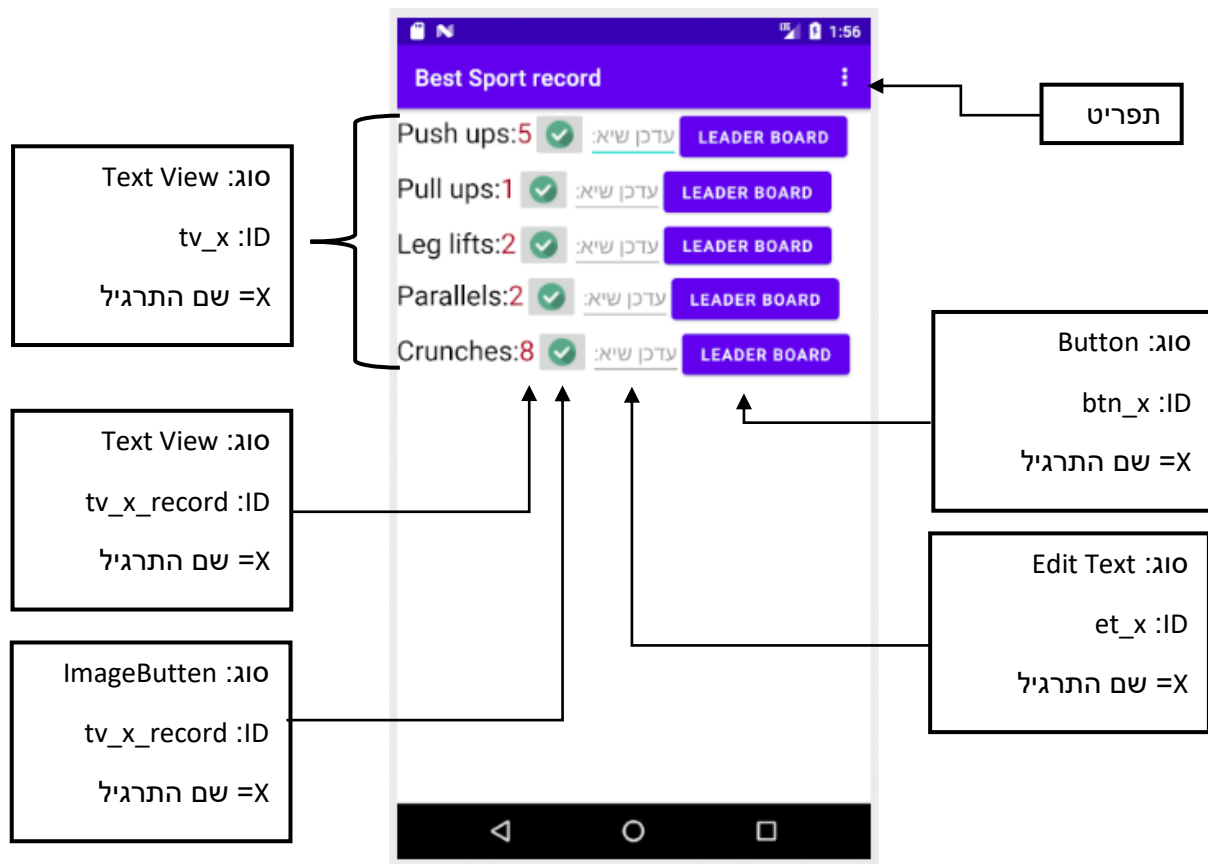 1:56
Best Sport record
תפריט
Push ups:5 עדכן שיא: LEADER BOARD
Pull ups:1 עדכן שיא: LEADER BOARD
Leg lifts:2 עדכן שיא: LEADER BOARD
Parallels:2 עדכן שיא: LEADER BOARD
Crunches:8 עדכן שיא: LEADER BOARD
סוג: Text View
ID: tv_x
X= שם התרגיל
סוג: Text View
ID: tv_x_record
X= שם התרגיל
סוג: ImageButten
ID: tv_x_record
X= שם התרגיל
סוג: Button
ID: btn_x
X= שם התרגיל
סוג: Edit Text
ID: et_x
X= שם התרגיל